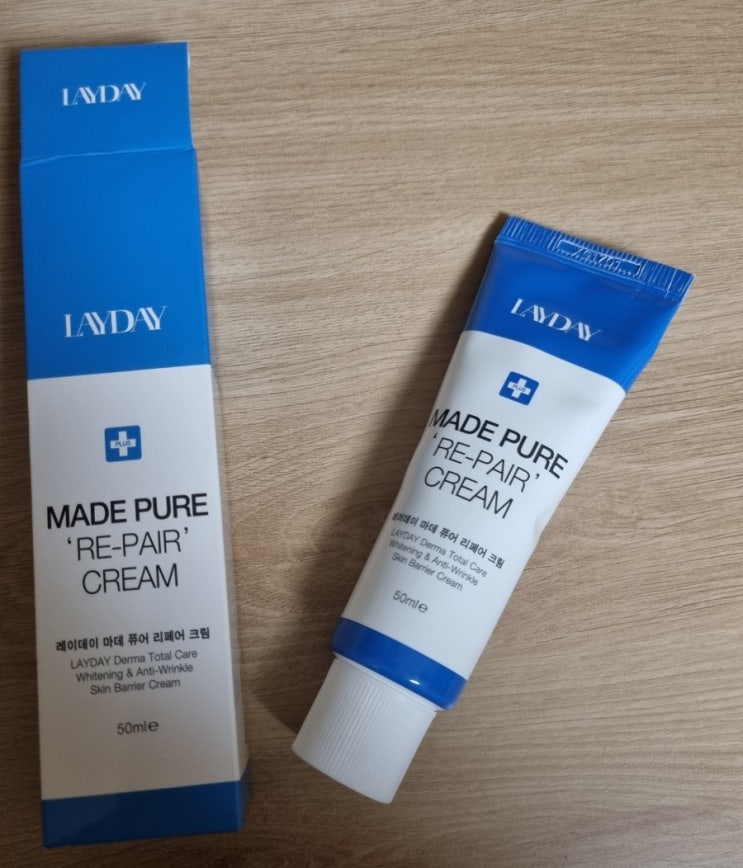 LAYDAY
LAYDAY
PLUS
MADE PURE
‘RE-PAIR’
CREAM
레이데이 마데 퓨어 리페어 크림
LAYDAY Derma Total Care
Whitening & Anti-Wrinkle
Skin Barrier Cream
50ml℮
LAYDAY
PLUS
MADE PURE
‘RE-PAIR’
CREAM
레이데이 마데 퓨어 리페어 크림
LAYDAY Derma Total Care
Whitening & Anti-Wrinkle
Skin Barrier Cream
50ml℮